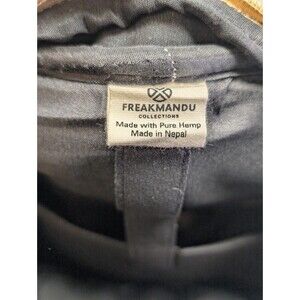 FREAKMANDU
COLLECTIONS
Made with Pure Hemp
Made in Nepal